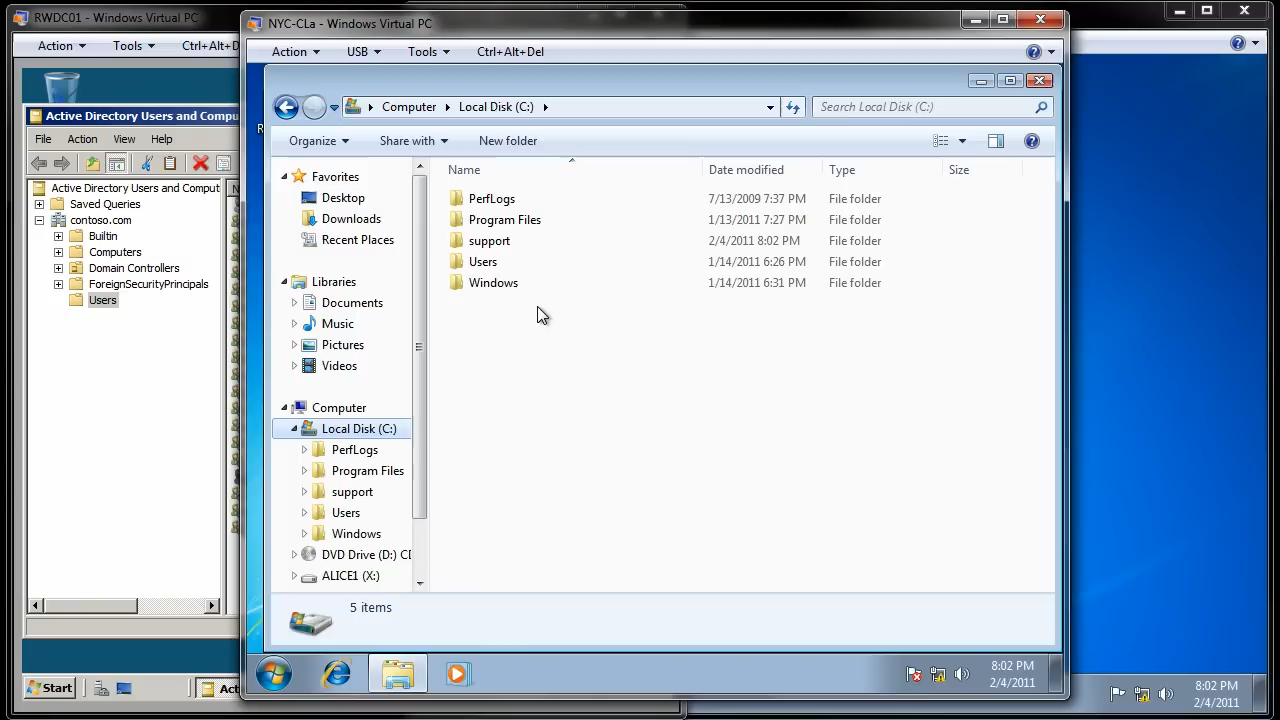 RWDC01 - Windows Virtual PC
Action Tools Ctrl+Alt+D
Active Directory Users and Compu
File Action View Help
Active Directory Users and Comput
Saved Queries
contoso.com
Builtin
Computers
Domain Controllers
ForeignSecurityPrincipals
Users
Start
Act
NYC-CLa - Windows Virtual PC
Action USB Tools Ctrl+Alt+Del
Computer Local Disk (C:) Search Local Disk (C:)
Organize Share with New folder
Favorites
Desktop
Downloads
Recent Places
Libraries
Documents
Music
Pictures
Videos
Computer
Local Disk (C:)
PerfLogs
Program Files
support
Users
Windows
DVD Drive (D:) CD
ALICE1 (X:)
Name Date modified Type Size
PerfLogs 7/13/2009 7:37 PM File folder
Program Files 1/13/2011 7:27 PM File folder
support 2/4/2011 8:02 PM File folder
Users 1/14/2011 6:26 PM File folder
Windows 1/14/2011 6:31 PM File folder
5 items
8:02 PM
2/4/2011
8:02 PM
2/4/2011